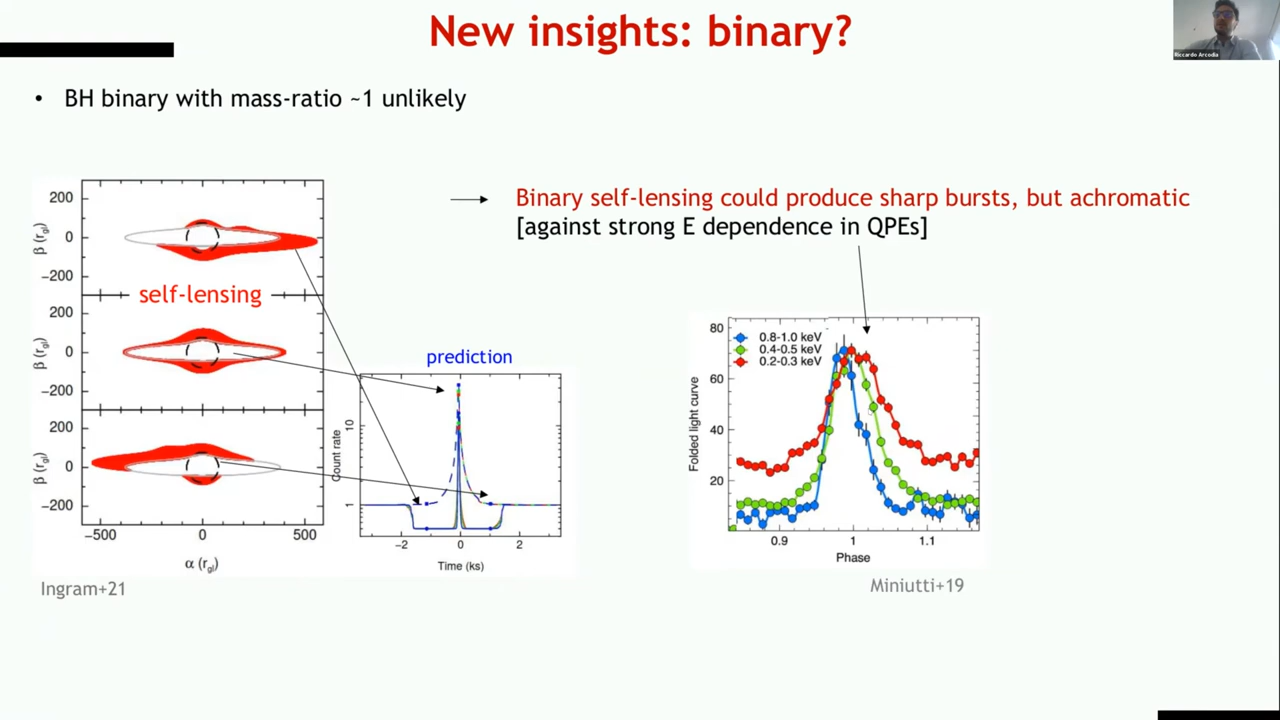 New insights: binary?
Riccardo Arcodia
• BH binary with mass-ratio ~1 unlikely
Binary self-lensing could produce sharp bursts, but achromatic
[against strong E dependence in QPEs]
200
0
-200
β (rgl)
self-lensing
200
0
-200
β (rgl)
200
0
-200
β (rgl)
-500
0
500
α (rgl)
Ingram+21
prediction
10
1
Count rate
-2
0
2
Time (ks)
80
60
40
20
Folded light curve
0.8-1.0 keV
0.4-0.5 keV
0.2-0.3 keV
0.9
1
1.1
Phase
Miniutti+19